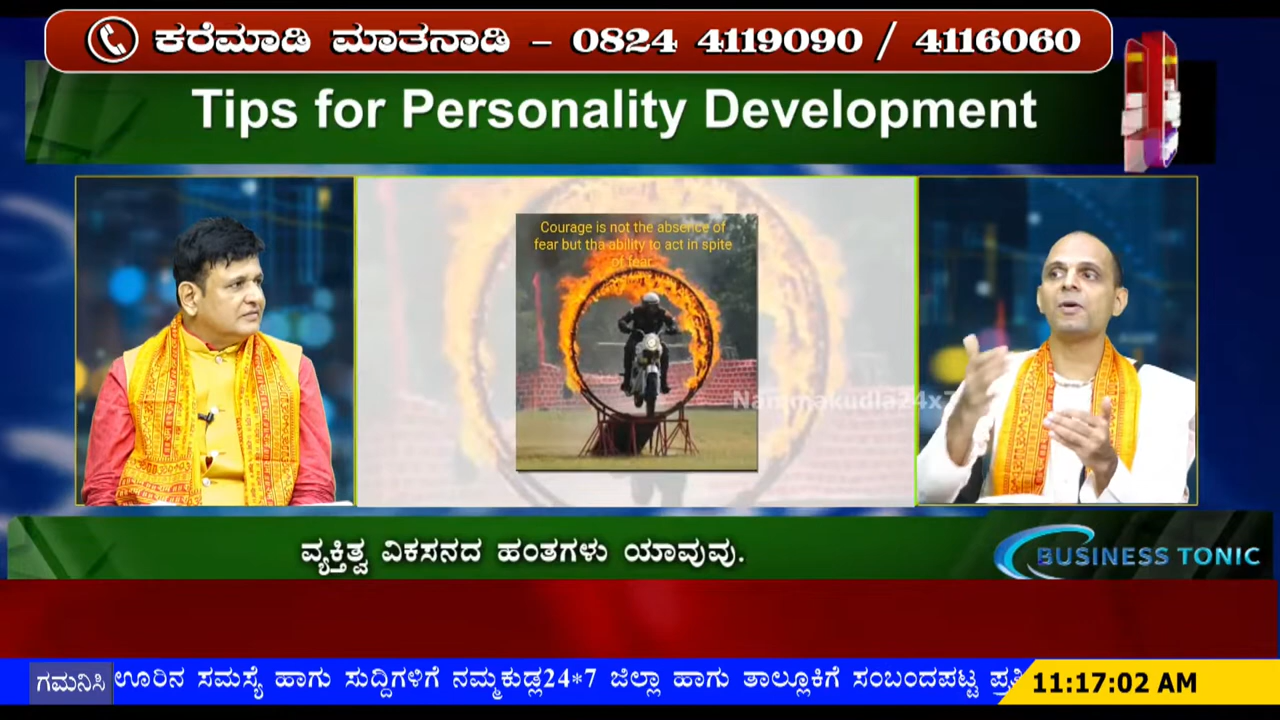 ಕರೆಮಾಡಿ ಮಾತನಾಡಿ – 0824 4119090 / 4116060
Tips for Personality Development
Courage is not the absence of
fear but tha ability to act in spite
of fear
Nammakudla24x7
ವ್ಯಕ್ತಿತ್ವ ವಿಕಸನದ ಹಂತಗಳು ಯಾವುವು.
BUSINESS TONIC
ಗಮನಿಸಿ ಊರಿನ ಸಮಸ್ಯೆ ಹಾಗು ಸುದ್ದಿಗಳಿಗೆ ನಮ್ಮಕುಡ್ಲ24*7 ಜಿಲ್ಲಾ ಹಾಗು ತಾಲ್ಲೂಕಿಗೆ ಸಂಬಂದಪಟ್ಟ 11:17:02 AM